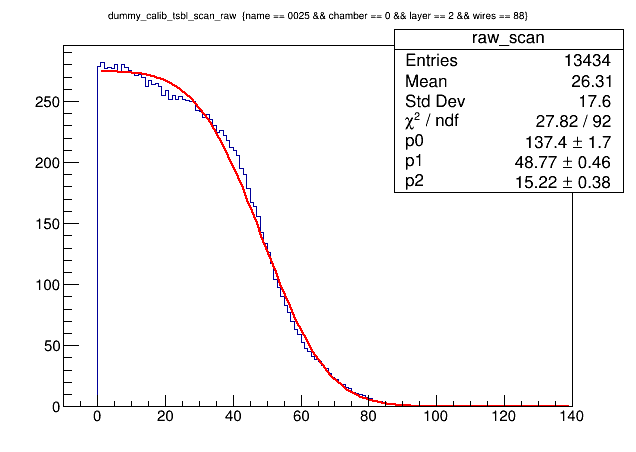 dummy_calib_tsbl_scan_raw {name == 0025 && chamber == 0 && layer == 2 && wires == 88}
raw_scan
Entries 13434
Mean 26.31
Std Dev 17.6
χ² / ndf 27.82 / 92
p0 137.4 ± 1.7
p1 48.77 ± 0.46
p2 15.22 ± 0.38
250
200
150
100
50
0
0 20 40 60 80 100 120 140